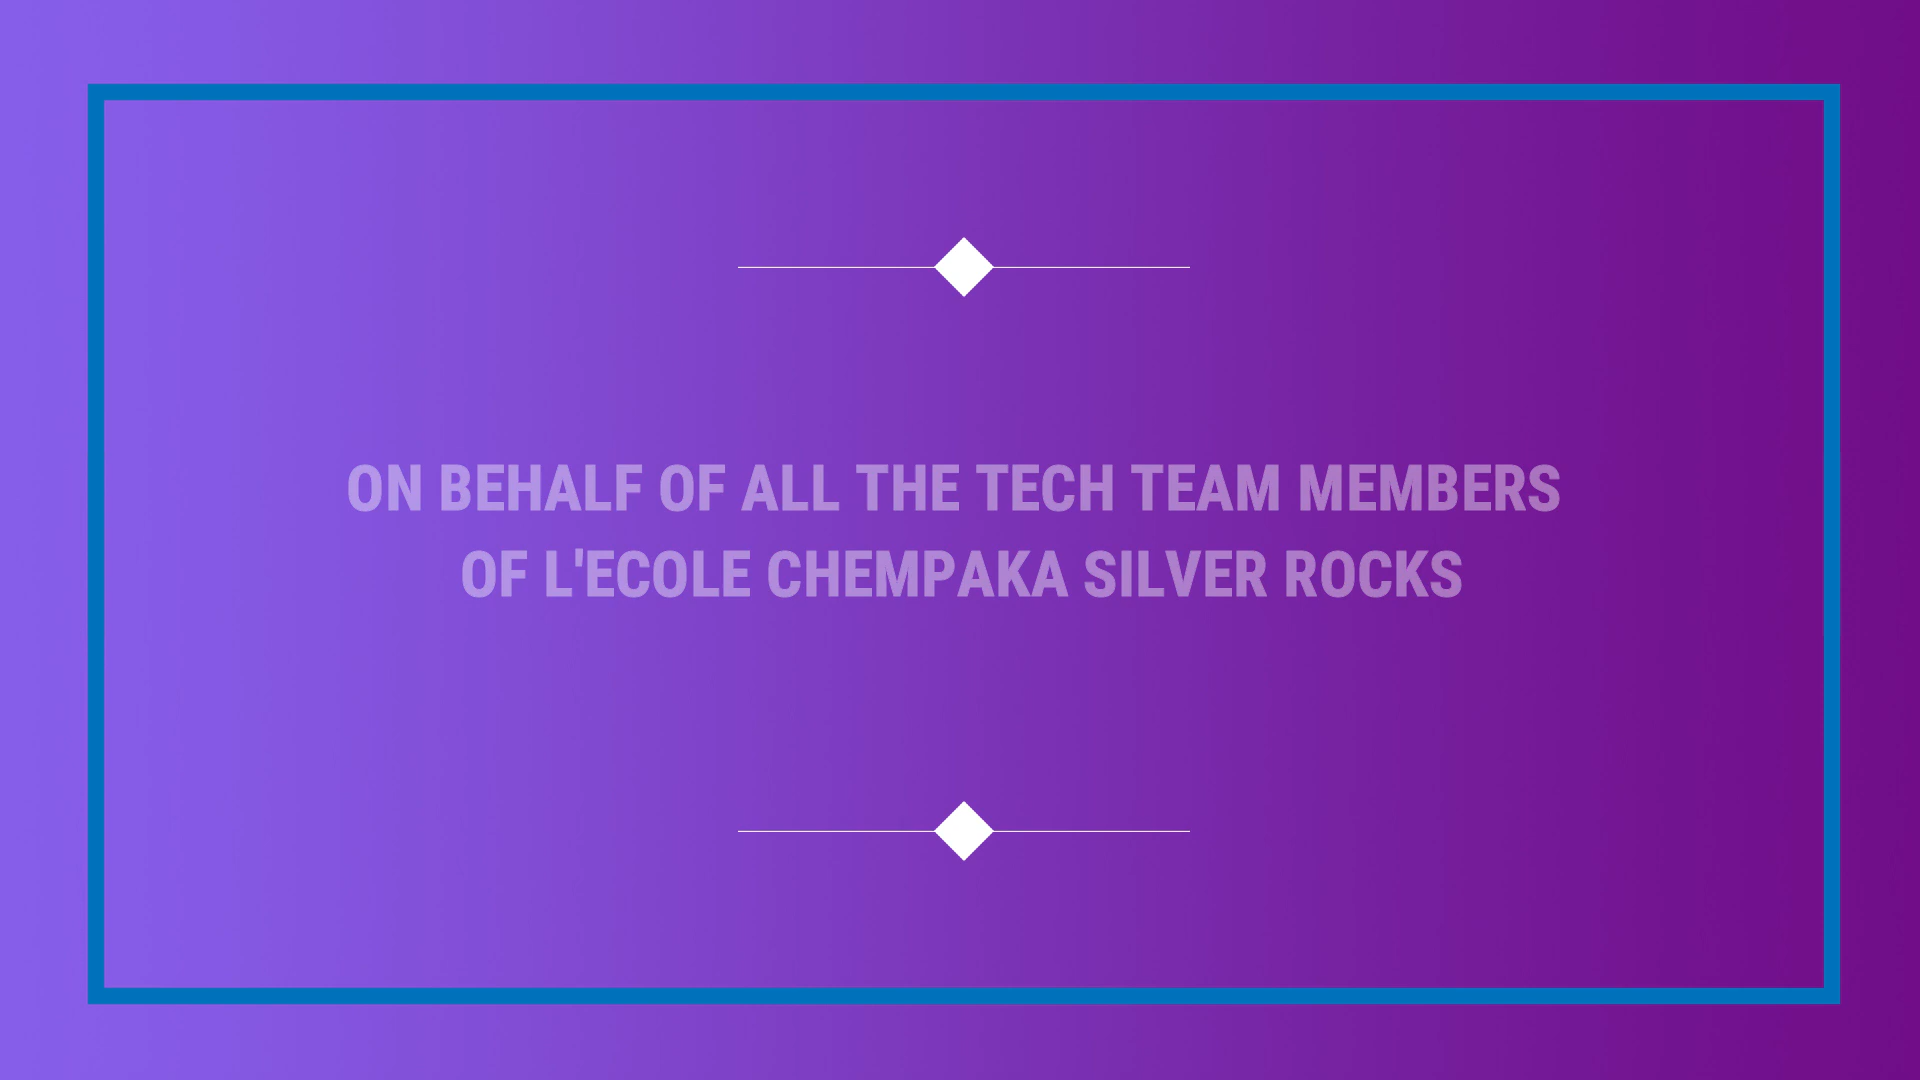 ON BEHALF OF ALL THE TECH TEAM MEMBERS
OF L'ECOLE CHEMPAKA SILVER ROCKS